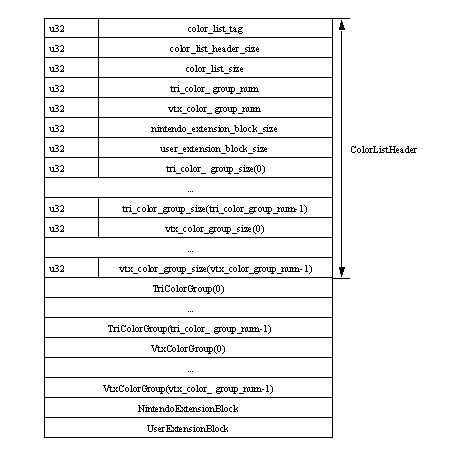 u32 color_list_tag
u32 color_list_header_size
u32 color_list_size
u32 tri_color_ group_num
u32 vtx_color_ group_num
u32 nintendo_extension_block_size
u32 user_extension_block_size
u32 tri_color_ group_size(0)
ColorListHeader
...
u32 tri_color_group_size(tri_color_group_num-1)
u32 vtx_color_group_size(0)
...
u32 vtx_color_group_size(vtx_color_group_num-1)
TriColorGroup(0)
...
TriColorGroup(tri_color_ group_num-1)
VtxColorGroup(0)
...
VtxColorGroup(vtx_color_ group_num-1)
NintendoExtensionBlock
UserExtensionBlock